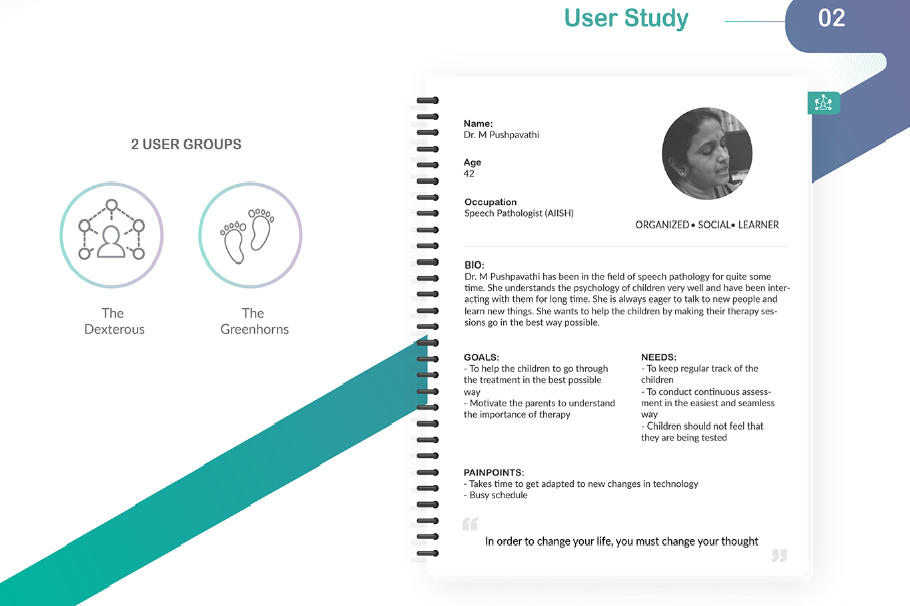 User Study
02
2 USER GROUPS
The
Dexterous
The
Greenhorns
Name:
Dr. M Pushpavathi
Age
42
Occupation
Speech Pathologist (AIISH)
ORGANIZED • SOCIAL • LEARNER
BIO:
Dr. M Pushpavathi has been in the field of speech pathology for quite some
time. She understands the psychology of children very well and have been inter-
acting with them for long time. She is always eager to talk to new people and
learn new things. She wants to help the children by making their therapy ses-
sions go in the best way possible.
GOALS:
- To help the children to go through
the treatment in the best possible
way
- Motivate the parents to understand
the importance of therapy
NEEDS:
- To keep regular track of the
children
- To conduct continuous assess-
ment in the easiest and seamless
way
- Children should not feel that
they are being tested
PAINPOINTS:
- Takes time to get adapted to new changes in technology
- Busy schedule
“
In order to change your life, you must change your thought
”